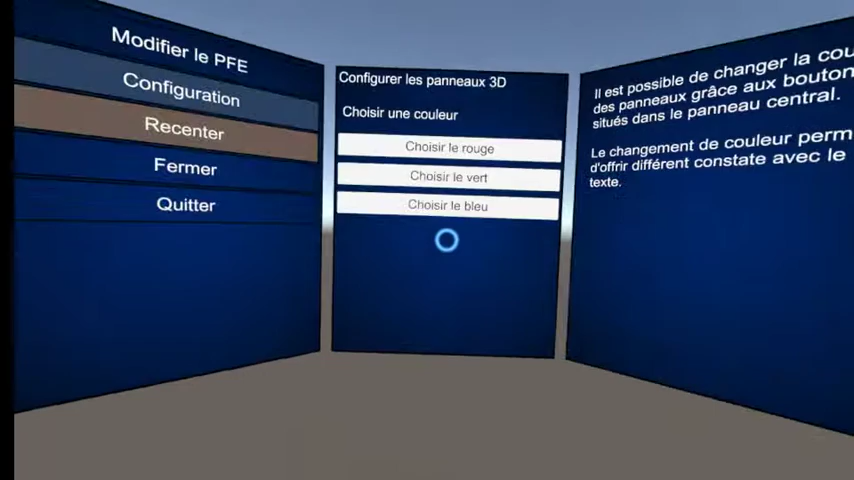 Modifier le PFE
Configuration
Recenter
Fermer
Quitter
Configurer les panneaux 3D
Choisir une couleur
Choisir le rouge
Choisir le vert
Choisir le bleu
Il est possible de changer la cou
des panneaux grâce aux bouton
situés dans le panneau central.
Le changement de couleur perm
d'offrir différent constate avec le
texte.